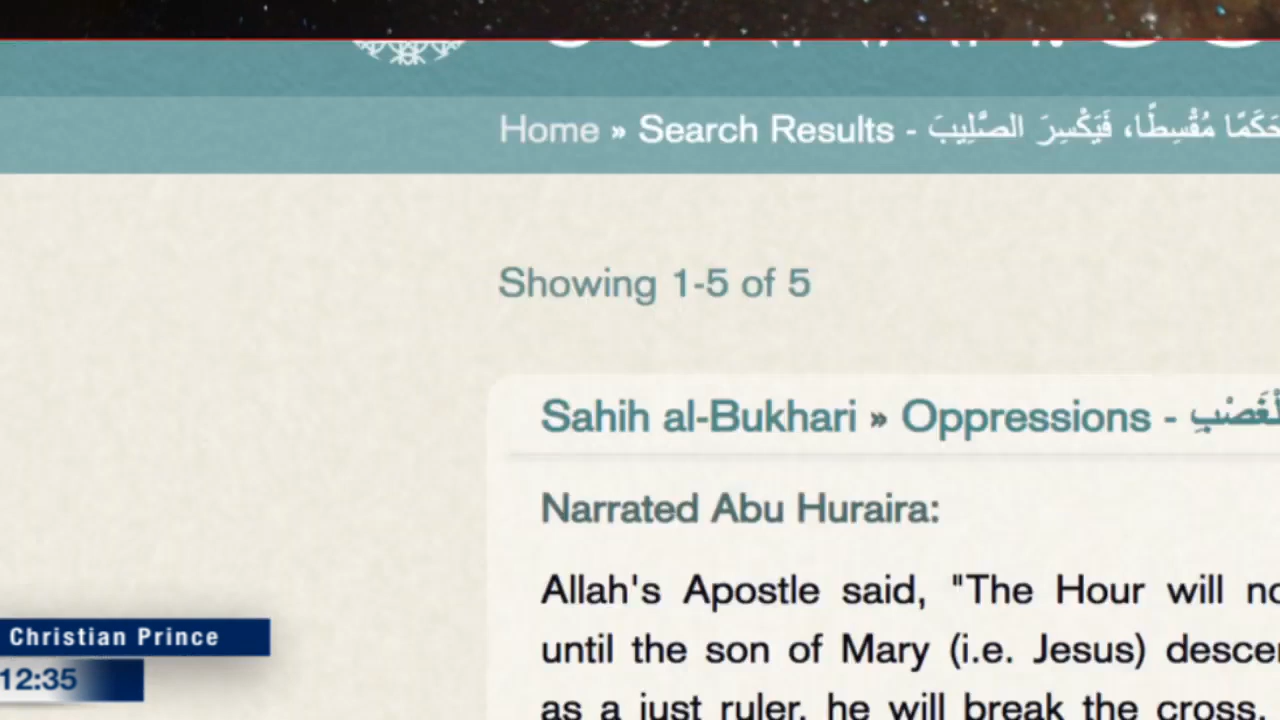 Home » Search Results - حَكَمًا مُقْسِطًا، فَيَكْسِرَ الصَّلِيبَ
Showing 1-5 of 5
Sahih al-Bukhari » Oppressions -
Narrated Abu Huraira:
Allah's Apostle said, "The Hour will
until the son of Mary (i.e. Jesus)
as a just ruler, he will break the cross,
Christian Prince
12:35